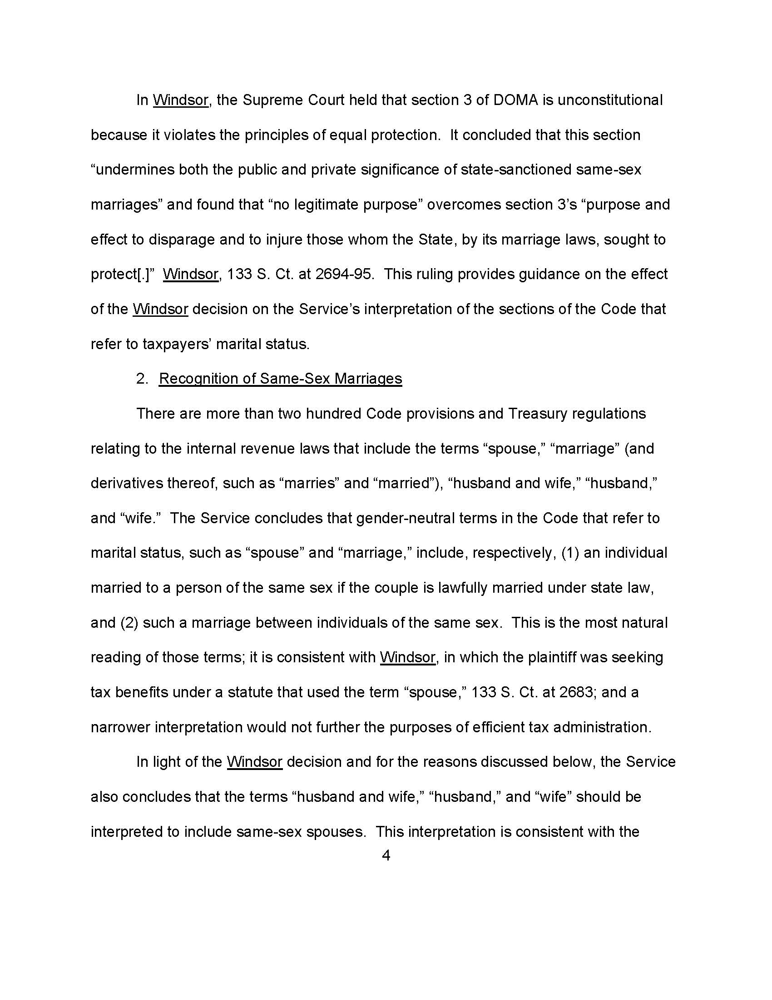 In Windsor, the Supreme Court held that section 3 of DOMA is unconstitutional
because it violates the principles of equal protection.  It concluded that this section
“undermines both the public and private significance of state-sanctioned same-sex
marriages” and found that “no legitimate purpose” overcomes section 3’s “purpose and
effect to disparage and to injure those whom the State, by its marriage laws, sought to
protect[.]”  Windsor, 133 S. Ct. at 2694-95.  This ruling provides guidance on the effect
of the Windsor decision on the Service’s interpretation of the sections of the Code that
refer to taxpayers’ marital status.
2.  Recognition of Same-Sex Marriages
There are more than two hundred Code provisions and Treasury regulations
relating to the internal revenue laws that include the terms “spouse,” “marriage” (and
derivatives thereof, such as “marries” and “married”), “husband and wife,” “husband,”
and “wife.”  The Service concludes that gender-neutral terms in the Code that refer to
marital status, such as “spouse” and “marriage,” include, respectively, (1) an individual
married to a person of the same sex if the couple is lawfully married under state law,
and (2) such a marriage between individuals of the same sex.  This is the most natural
reading of those terms; it is consistent with Windsor, in which the plaintiff was seeking
tax benefits under a statute that used the term “spouse,” 133 S. Ct. at 2683; and a
narrower interpretation would not further the purposes of efficient tax administration.
In light of the Windsor decision and for the reasons discussed below, the Service
also concludes that the terms “husband and wife,” “husband,” and “wife” should be
interpreted to include same-sex spouses.  This interpretation is consistent with the
4